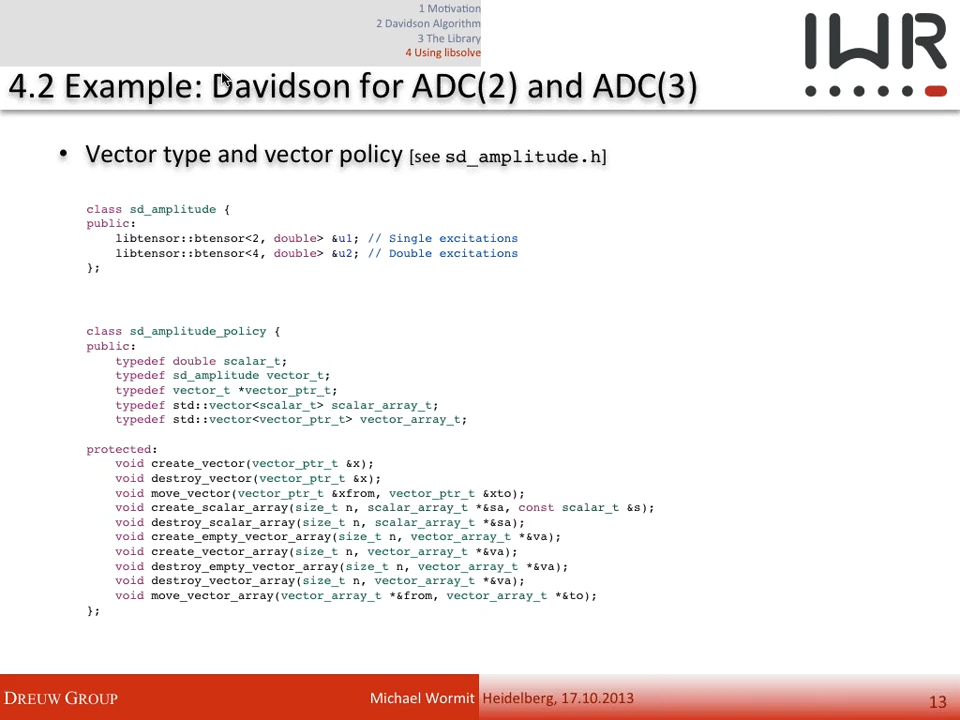 1 Motivation
2 Davidson Algorithm
3 The Library
4 Using libsolve
IWR
4.2 Example: Davidson for ADC(2) and ADC(3)
• Vector type and vector policy [see sd_amplitude.h]
class sd_amplitude {
public:
    libtensor::btensor<2, double> &u1; // Single excitations
    libtensor::btensor<4, double> &u2; // Double excitations
};
class sd_amplitude_policy {
public:
    typedef double scalar_t;
    typedef sd_amplitude vector_t;
    typedef vector_t *vector_ptr_t;
    typedef std::vector<scalar_t> scalar_array_t;
    typedef std::vector<vector_ptr_t> vector_array_t;
protected:
    void create_vector(vector_ptr_t &x);
    void destroy_vector(vector_ptr_t &x);
    void move_vector(vector_ptr_t &xfrom, vector_ptr_t &xto);
    void create_scalar_array(size_t n, scalar_array_t *&sa, const scalar_t &s);
    void destroy_scalar_array(size_t n, scalar_array_t *&sa);
    void create_empty_vector_array(size_t n, vector_array_t *&va);
    void create_vector_array(size_t n, vector_array_t *&va);
    void destroy_empty_vector_array(size_t n, vector_array_t *&va);
    void destroy_vector_array(size_t n, vector_array_t *&va);
    void move_vector_array(vector_array_t *&from, vector_array_t *&to);
};
DREUW GROUP
Michael Wormit Heidelberg, 17.10.2013
13